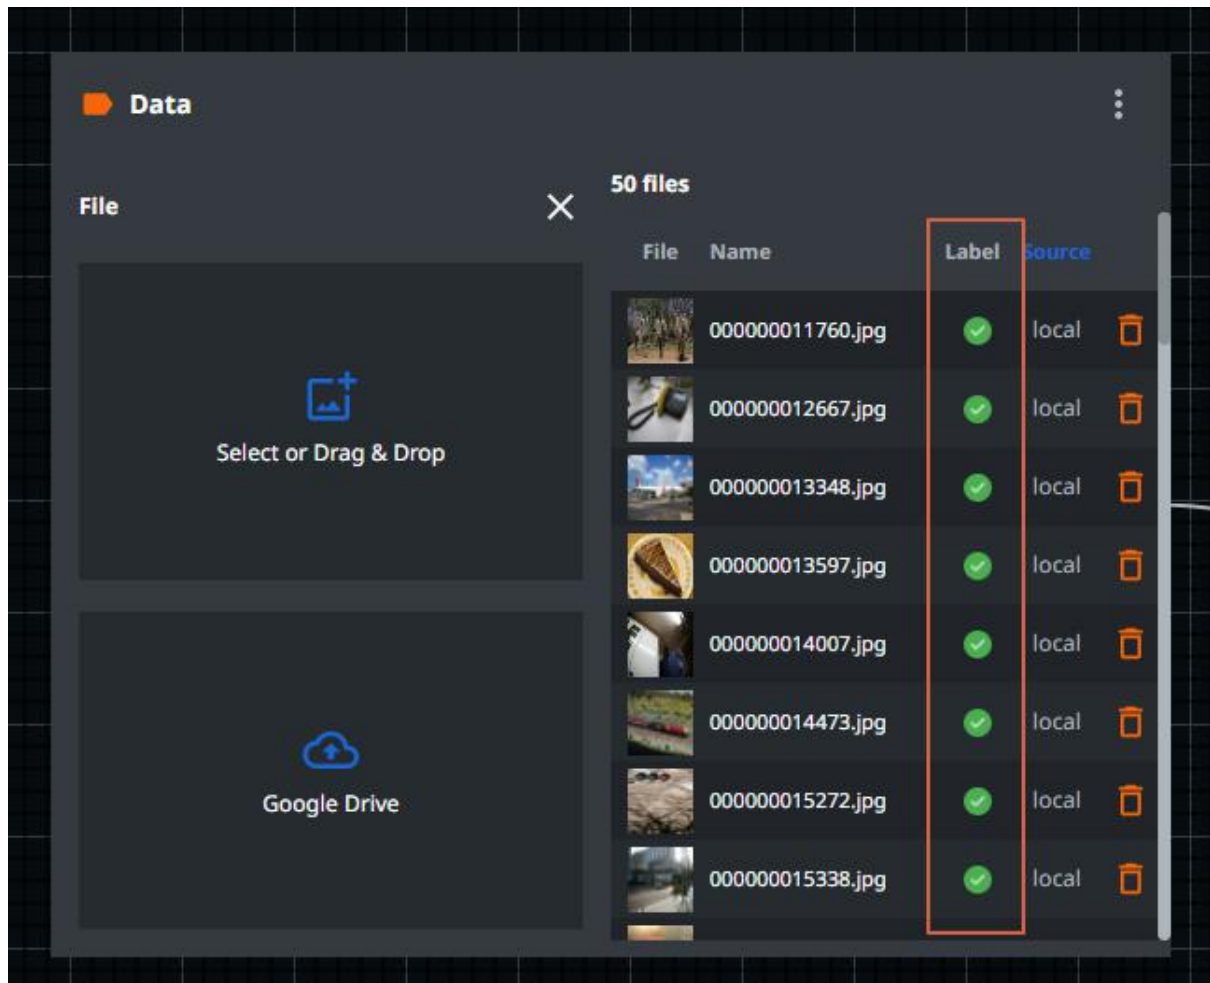 Data
File
Select or Drag & Drop
Google Drive
50 files
File Name Label Source
000000011760.jpg local
000000012667.jpg local
000000013348.jpg local
000000013597.jpg local
000000014007.jpg local
000000014473.jpg local
000000015272.jpg local
000000015338.jpg local